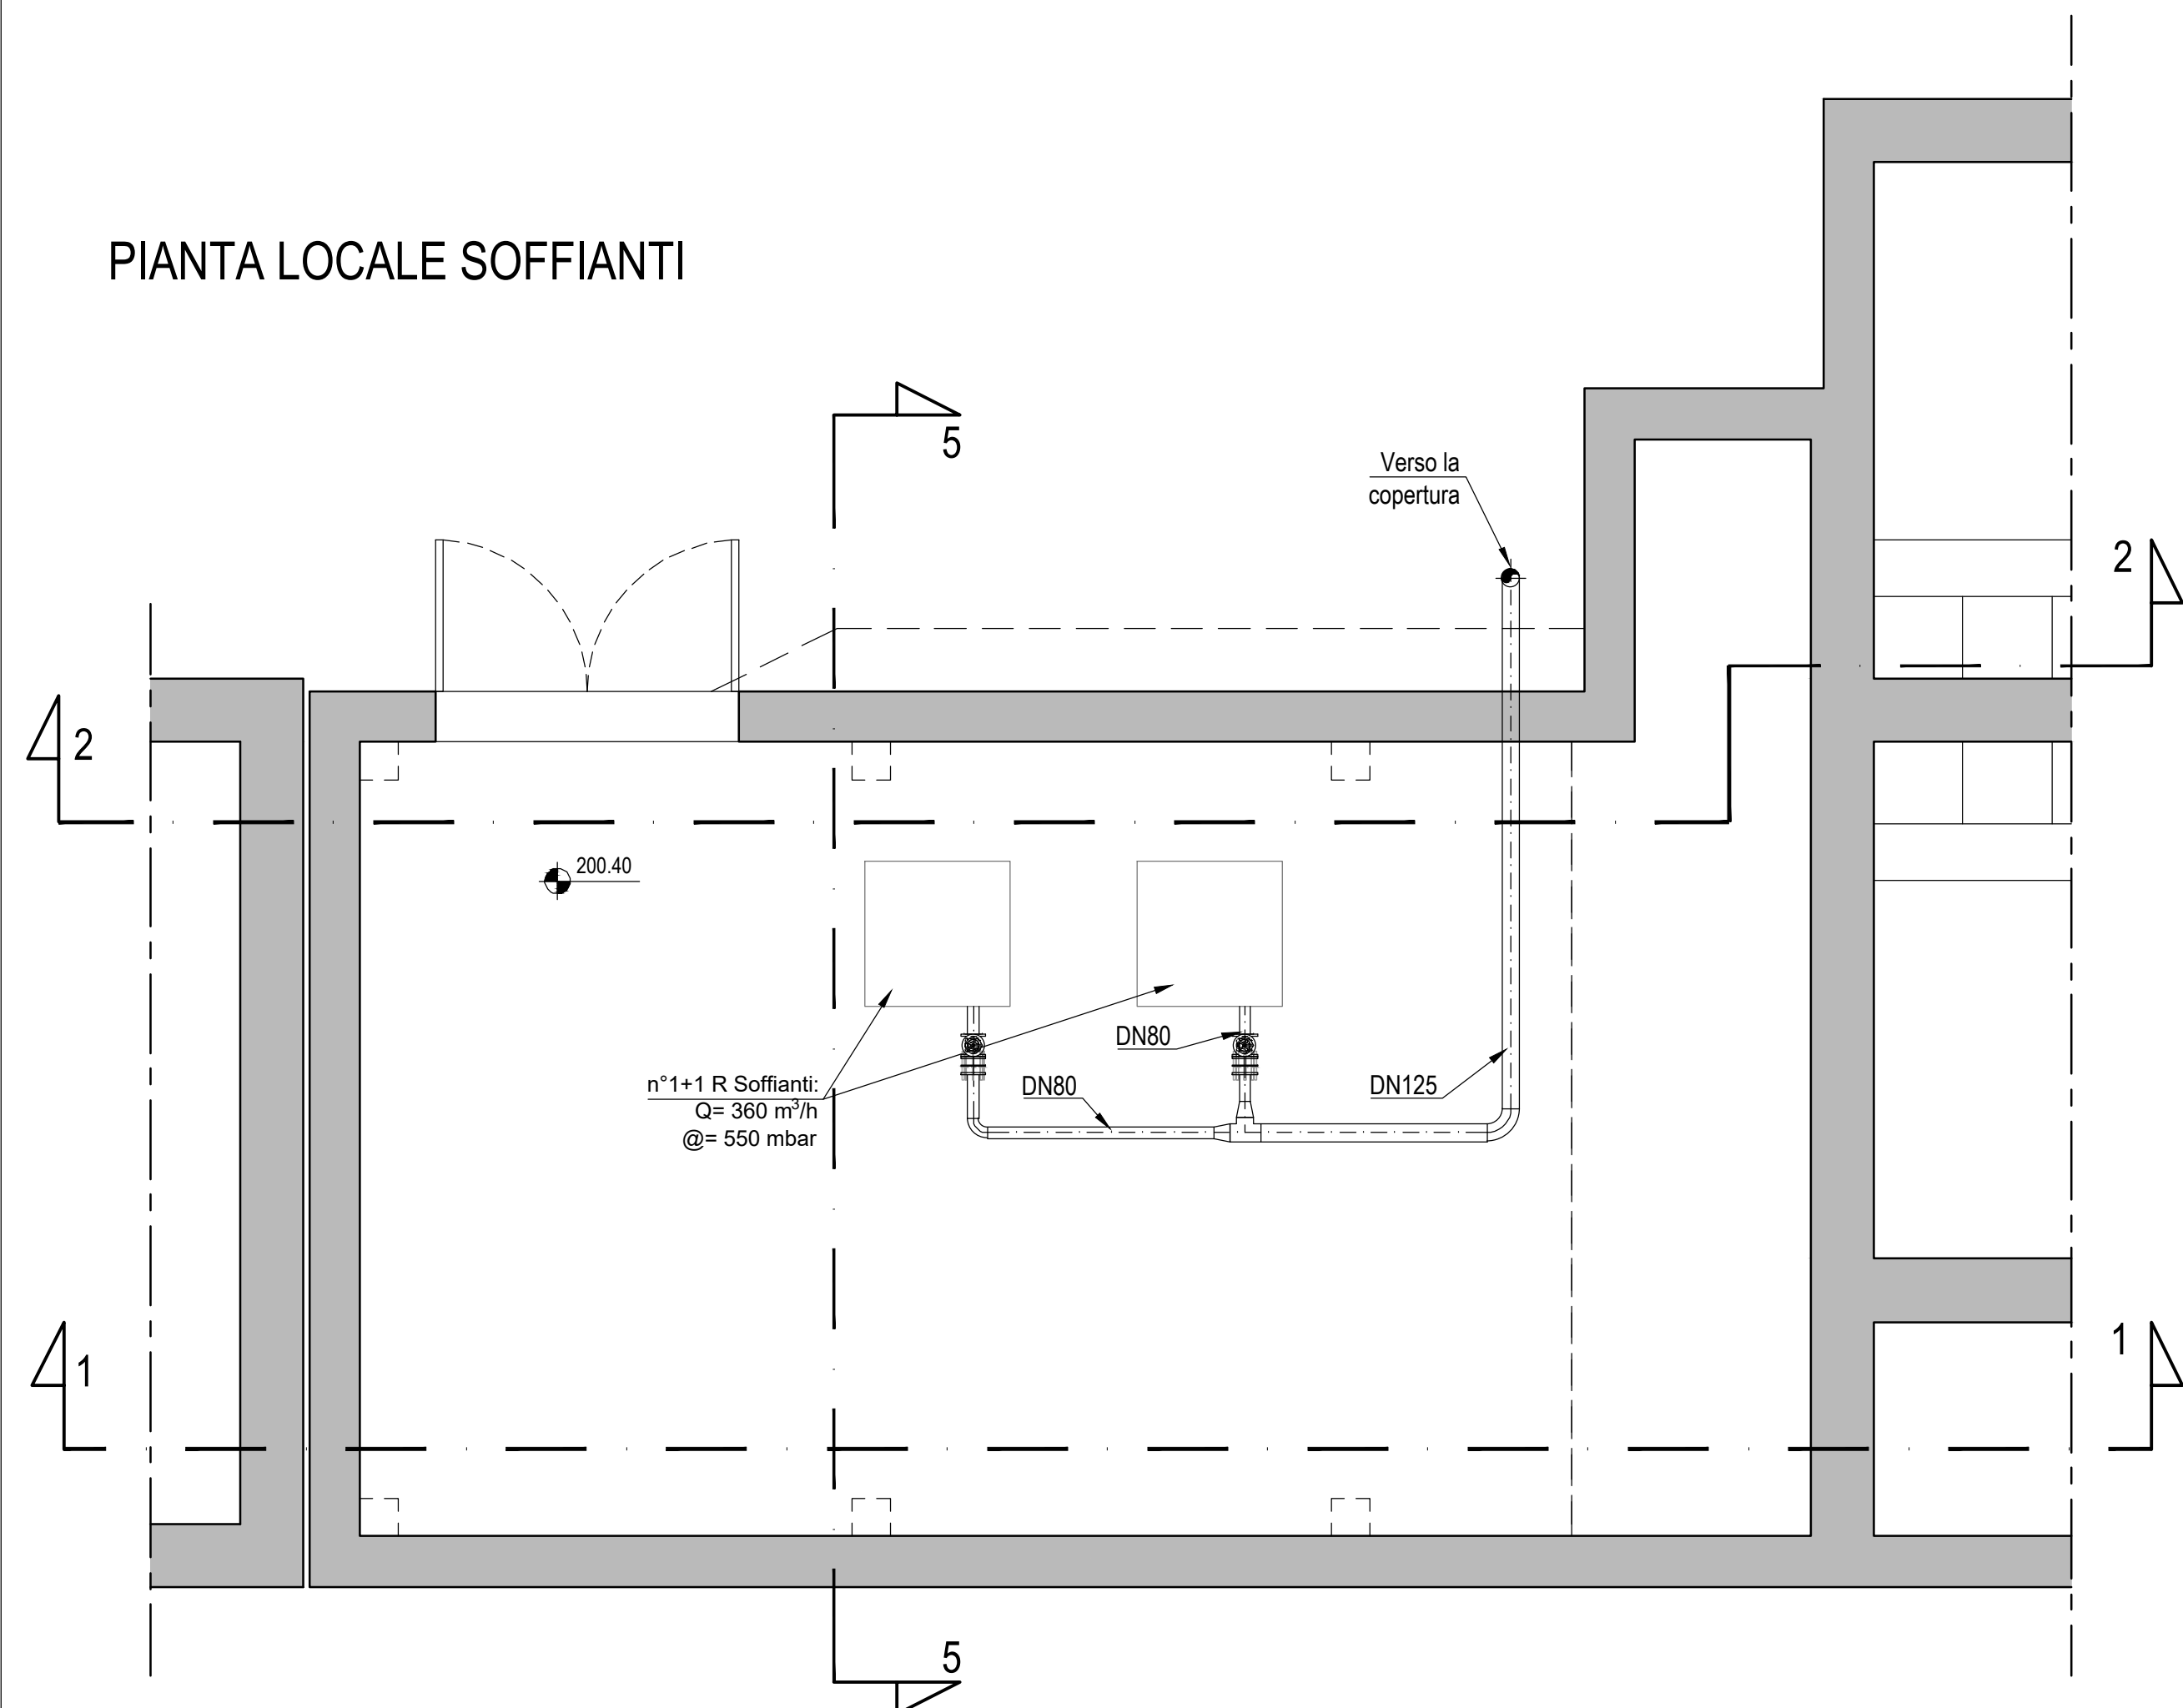 PIANTA LOCALE SOFFIANTI
5
Verso la
copertura
2
2
200.40
DN80
DN80
DN125
n°1+1 R Soffianti:
Q= 360 m³/h
@= 550 mbar
1
1
5